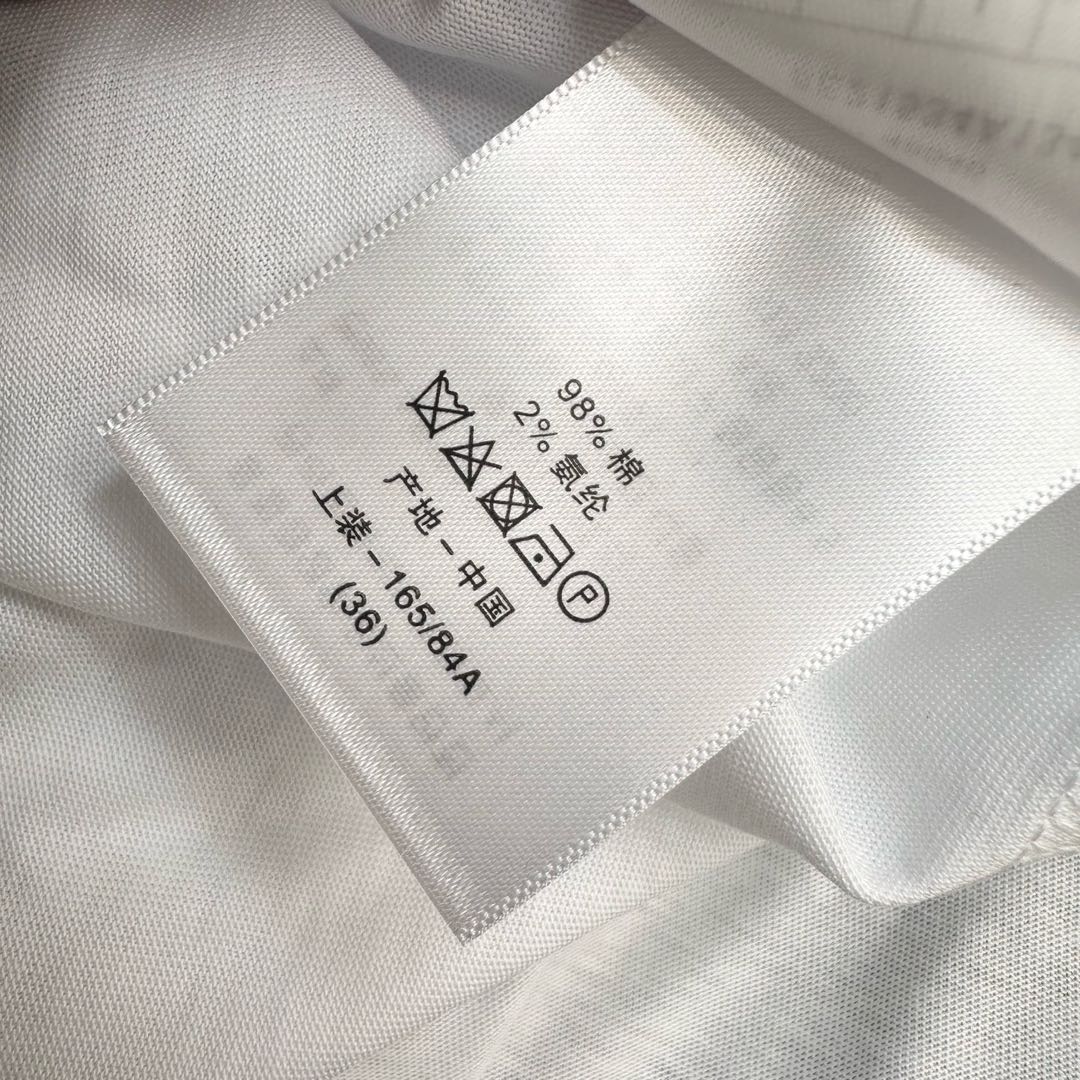 98% 棉
2% 氨纶
P
产地 - 中国
上装 - 165/84A
(36)